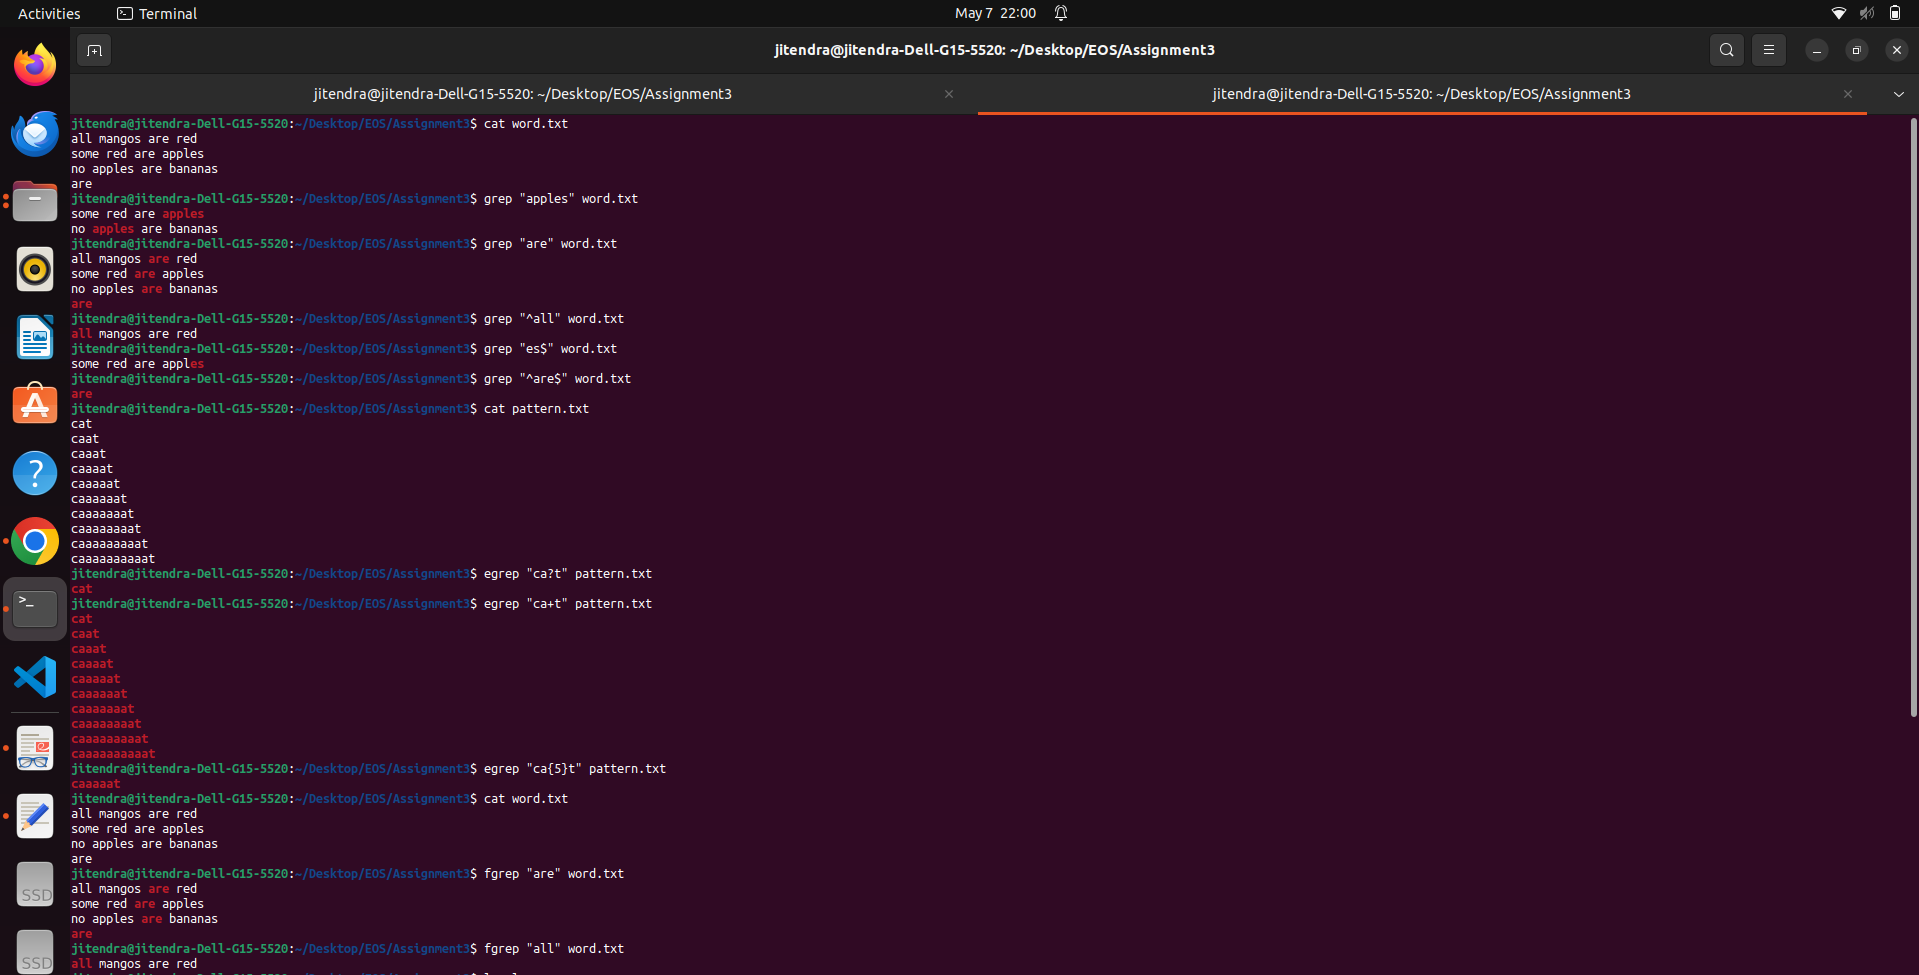 Activities Terminal May 7 22:00
jitendra@jitendra-Dell-G15-5520: ~/Desktop/EOS/Assignment3
jitendra@jitendra-Dell-G15-5520: ~/Desktop/EOS/Assignment3 jitendra@jitendra-Dell-G15-5520: ~/Desktop/EOS/Assignment3
jitendra@jitendra-Dell-G15-5520:~/Desktop/EOS/Assignment3$ cat word.txt
all mangos are red
some red are apples
no apples are bananas
are
jitendra@jitendra-Dell-G15-5520:~/Desktop/EOS/Assignment3$ grep "apples" word.txt
some red are apples
no apples are bananas
jitendra@jitendra-Dell-G15-5520:~/Desktop/EOS/Assignment3$ grep "are" word.txt
all mangos are red
some red are apples
no apples are bananas
are
jitendra@jitendra-Dell-G15-5520:~/Desktop/EOS/Assignment3$ grep "^all" word.txt
all mangos are red
jitendra@jitendra-Dell-G15-5520:~/Desktop/EOS/Assignment3$ grep "es$" word.txt
some red are apples
jitendra@jitendra-Dell-G15-5520:~/Desktop/EOS/Assignment3$ grep "^are$" word.txt
are
jitendra@jitendra-Dell-G15-5520:~/Desktop/EOS/Assignment3$ cat pattern.txt
cat
caat
caaat
caaaat
caaaaat
caaaaaat
caaaaaaat
caaaaaaaat
caaaaaaaaat
caaaaaaaaaat
jitendra@jitendra-Dell-G15-5520:~/Desktop/EOS/Assignment3$ egrep "ca?t" pattern.txt
cat
jitendra@jitendra-Dell-G15-5520:~/Desktop/EOS/Assignment3$ egrep "ca+t" pattern.txt
cat
caat
caaat
caaaat
caaaaat
caaaaaat
caaaaaaat
caaaaaaaat
caaaaaaaaat
caaaaaaaaaat
jitendra@jitendra-Dell-G15-5520:~/Desktop/EOS/Assignment3$ egrep "ca{5}t" pattern.txt
caaaaat
jitendra@jitendra-Dell-G15-5520:~/Desktop/EOS/Assignment3$ cat word.txt
all mangos are red
some red are apples
no apples are bananas
are
jitendra@jitendra-Dell-G15-5520:~/Desktop/EOS/Assignment3$ fgrep "are" word.txt
all mangos are red
some red are apples
no apples are bananas
are
jitendra@jitendra-Dell-G15-5520:~/Desktop/EOS/Assignment3$ fgrep "all" word.txt
all mangos are red
SSD
SSD